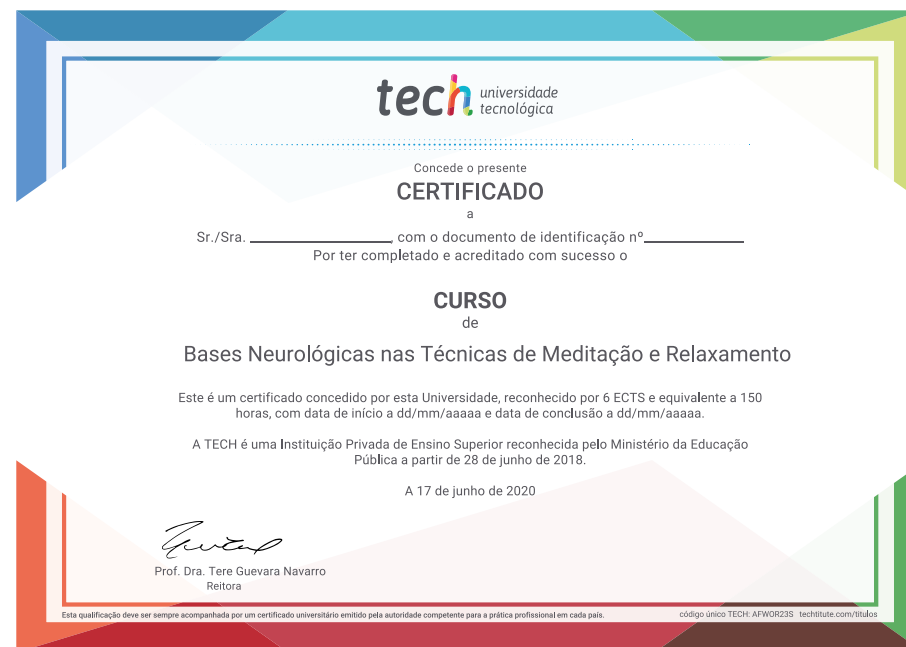 tech universidade
tecnológica
Concede o presente
CERTIFICADO
a
Sr./Sra. ____________________, com o documento de identificação nº______________
Por ter completado e acreditado com sucesso o
CURSO
de
Bases Neurológicas nas Técnicas de Meditação e Relaxamento
Este é um certificado concedido por esta Universidade, reconhecido por 6 ECTS e equivalente a 150
horas, com data de início a dd/mm/aaaaa e data de conclusão a dd/mm/aaaaa.
A TECH é uma Instituição Privada de Ensino Superior reconhecida pelo Ministério da Educação
Pública a partir de 28 de junho de 2018.
A 17 de junho de 2020
Prof. Dra. Tere Guevara Navarro
Reitora
Esta qualificação deve ser sempre acompanhada por um certificado universitário emitido pela autoridade competente para a prática profissional em cada país.
código único TECH: AFWOR23S techtitute.com/titulos